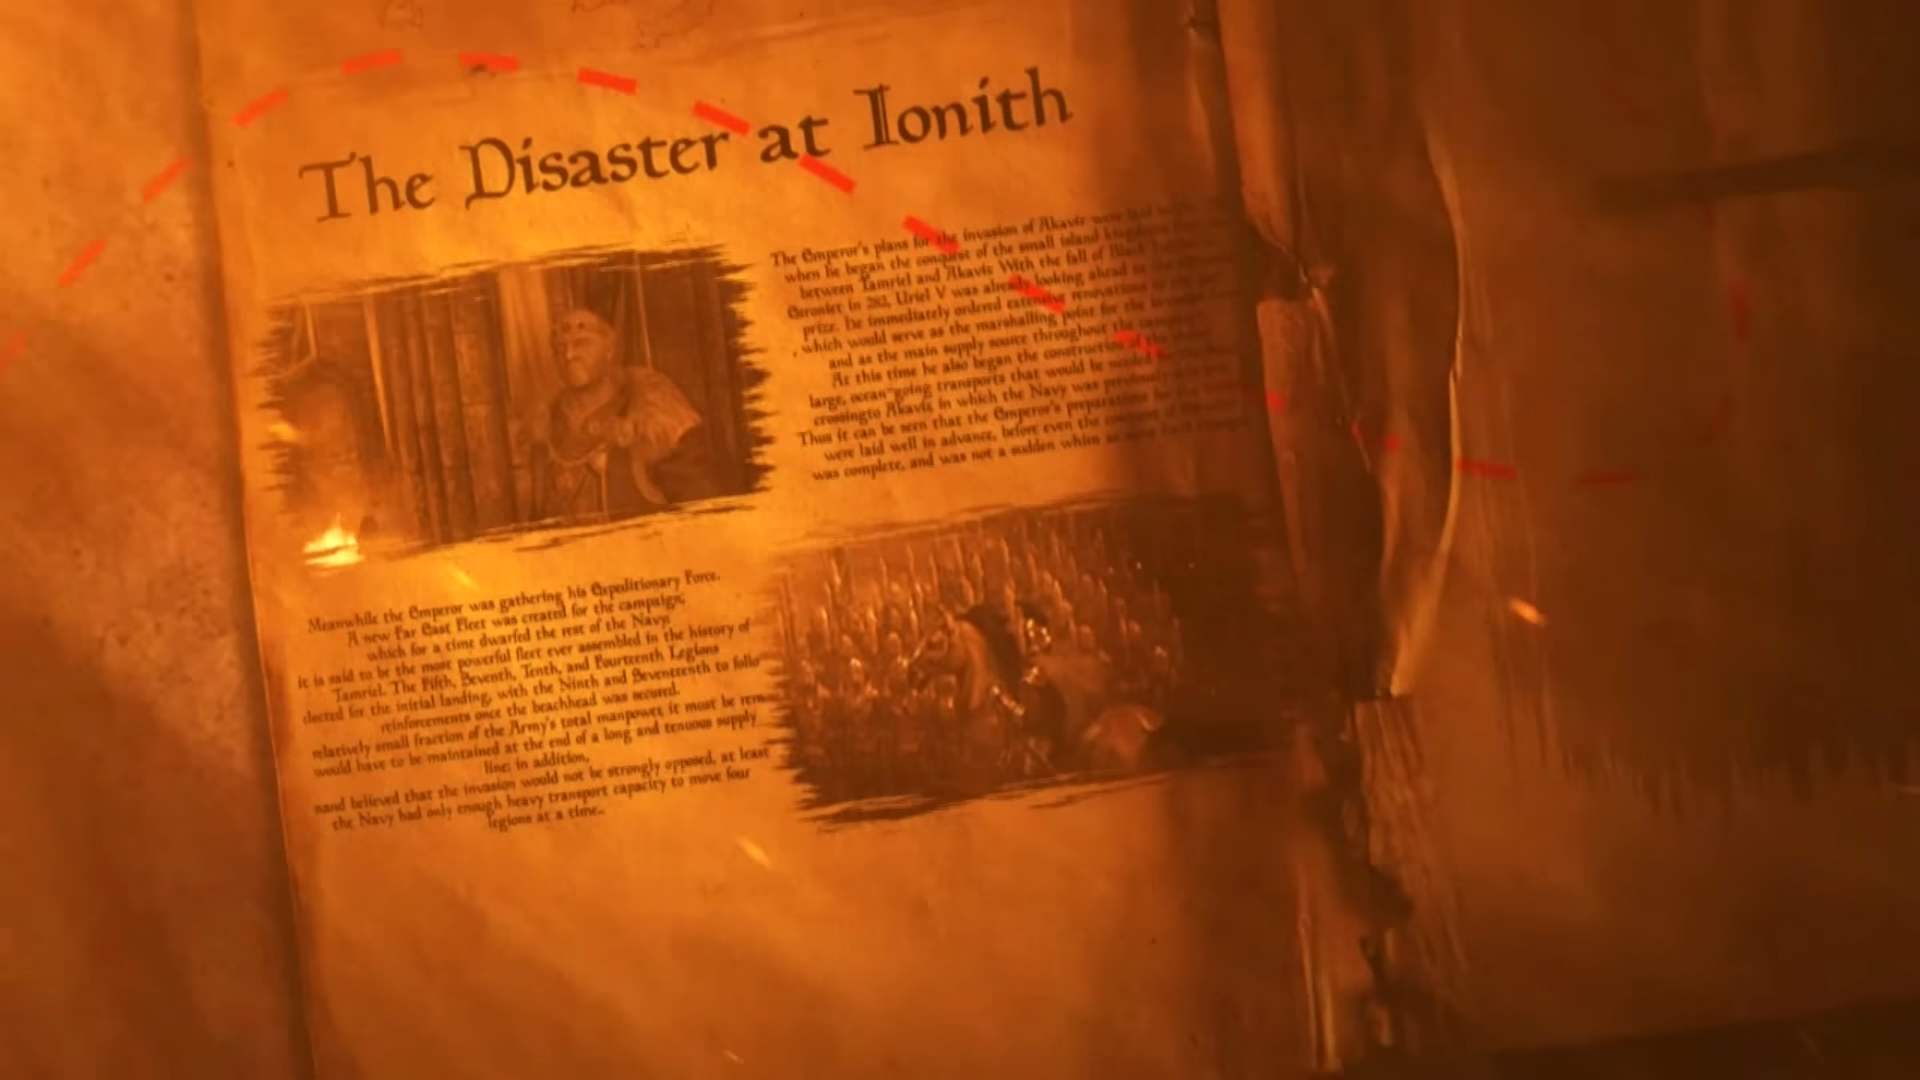 The Disaster at Ionith
The Emperor's plans for the invasion of Akavir were laid
when he began the conquest of the small island kingdoms
between Tamriel and Akavir. With the fall of Black
Esroniet in 282, Uriel V was already looking ahead to
prize. He immediately ordered extensive renovations
, which would serve as the marshalling point for the
and as the main supply source throughout the
At this time he also began the construction
large, ocean-going transports that would be
crossingto Akavir, in which the Navy was previously
Thus it can be seen that the Emperor's preparations
were laid well in advance, before even the conquest of
was complete, and was not a sudden whim as
Meanwhile the Emperor was gathering his Expeditionary Force.
A new Far East Fleet was created for the campaign,
which for a time dwarfed the rest of the Navy;
it is said to be the most powerful fleet ever assembled in the history of
Tamriel. The Fifth, Seventh, Tenth, and Fourteenth Legions
lected for the initial landing, with the Ninth and Seventeenth to follo
reinforcements once the beachhead was secured.
relatively small fraction of the Army's total manpower, it must be rem
would have to be maintained at the end of a long and tenuous supply
line; in addition,
nand believed that the invasion would not be strongly opposed, at least
the Navy had only enough heavy transport capacity to move four
legions at a time..